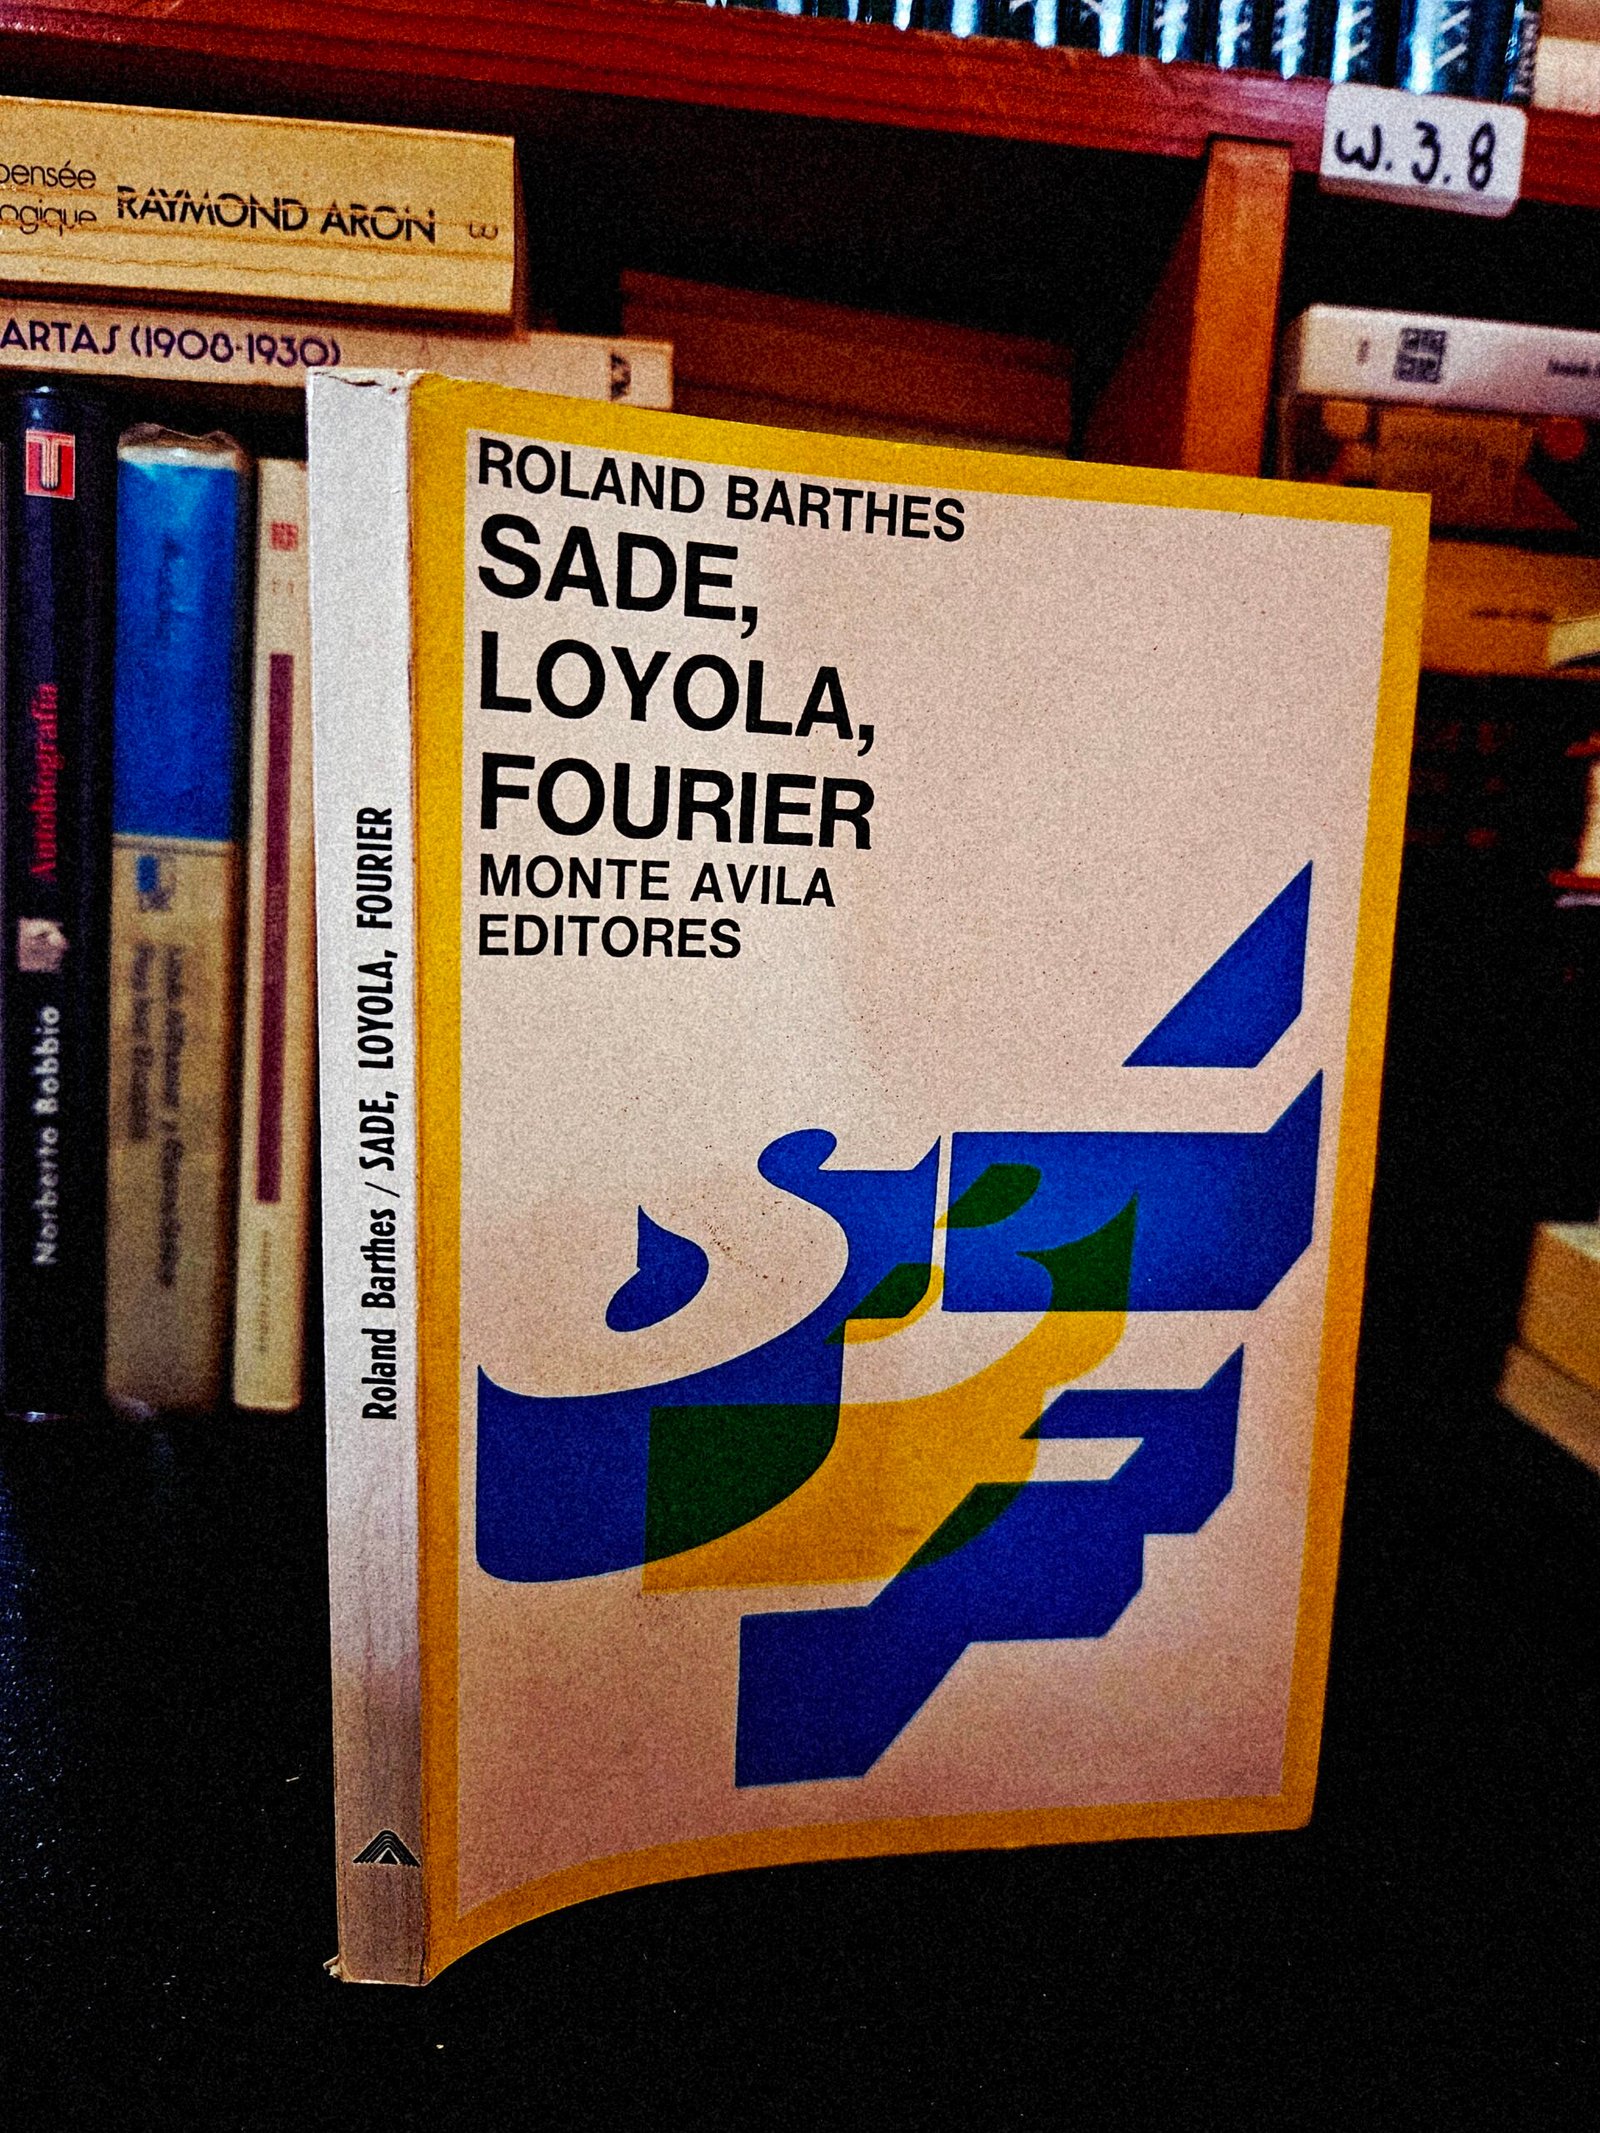 pensée
ogique
RAYMOND ARON
ARTAS (1908-1930)
w.3.8
Autobiografía
Norberto Bobbio
Roland Barthes / SADE, LOYOLA, FOURIER
ROLAND BARTHES
SADE,
LOYOLA,
FOURIER
MONTE AVILA
EDITORES